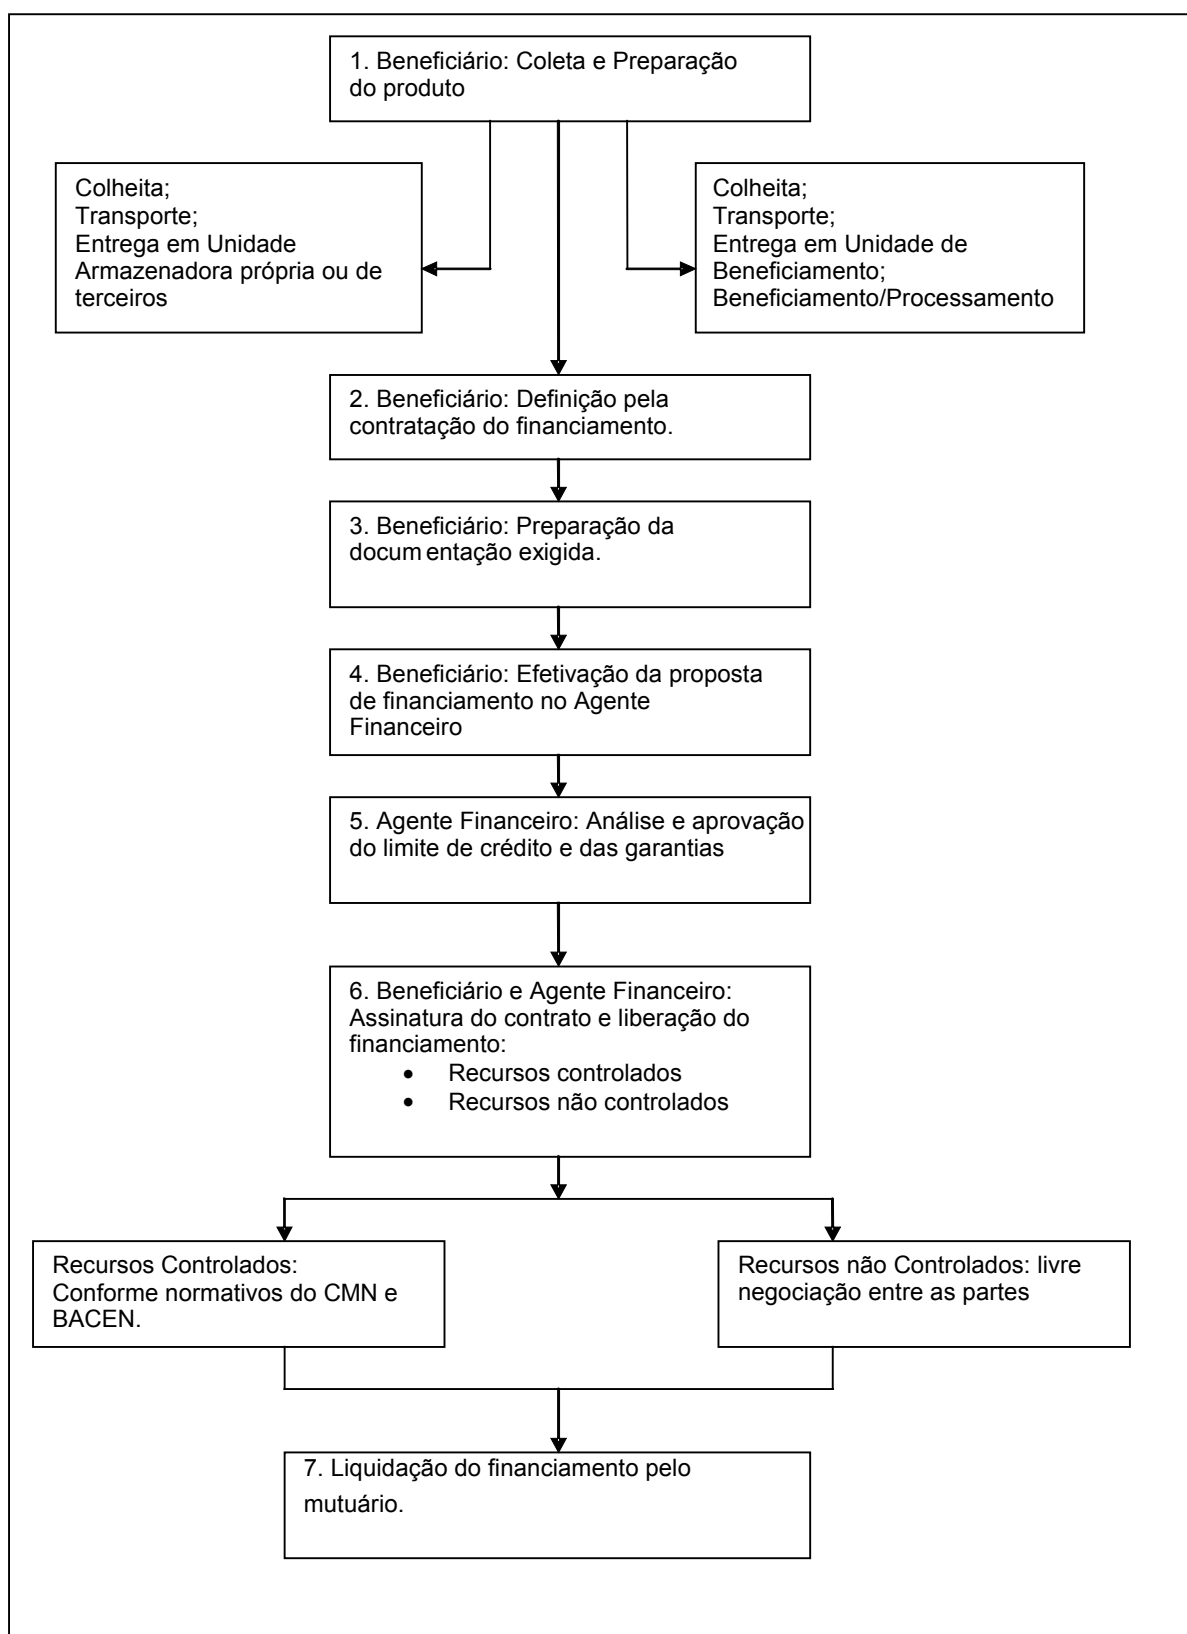 1. Beneficiário: Coleta e Preparação
do produto
Colheita;
Transporte;
Entrega em Unidade
Armazenadora própria ou de
terceiros
Colheita;
Transporte;
Entrega em Unidade de
Beneficiamento;
Beneficiamento/Processamento
2. Beneficiário: Definição pela
contratação do financiamento.
3. Beneficiário: Preparação da
docum entação exigida.
4. Beneficiário: Efetivação da proposta
de financiamento no Agente
Financeiro
5. Agente Financeiro: Análise e aprovação
do limite de crédito e das garantias
6. Beneficiário e Agente Financeiro:
Assinatura do contrato e liberação do
financiamento:
• Recursos controlados
• Recursos não controlados
Recursos Controlados:
Conforme normativos do CMN e
BACEN.
Recursos não Controlados: livre
negociação entre as partes
7. Liquidação do financiamento pelo
mutuário.